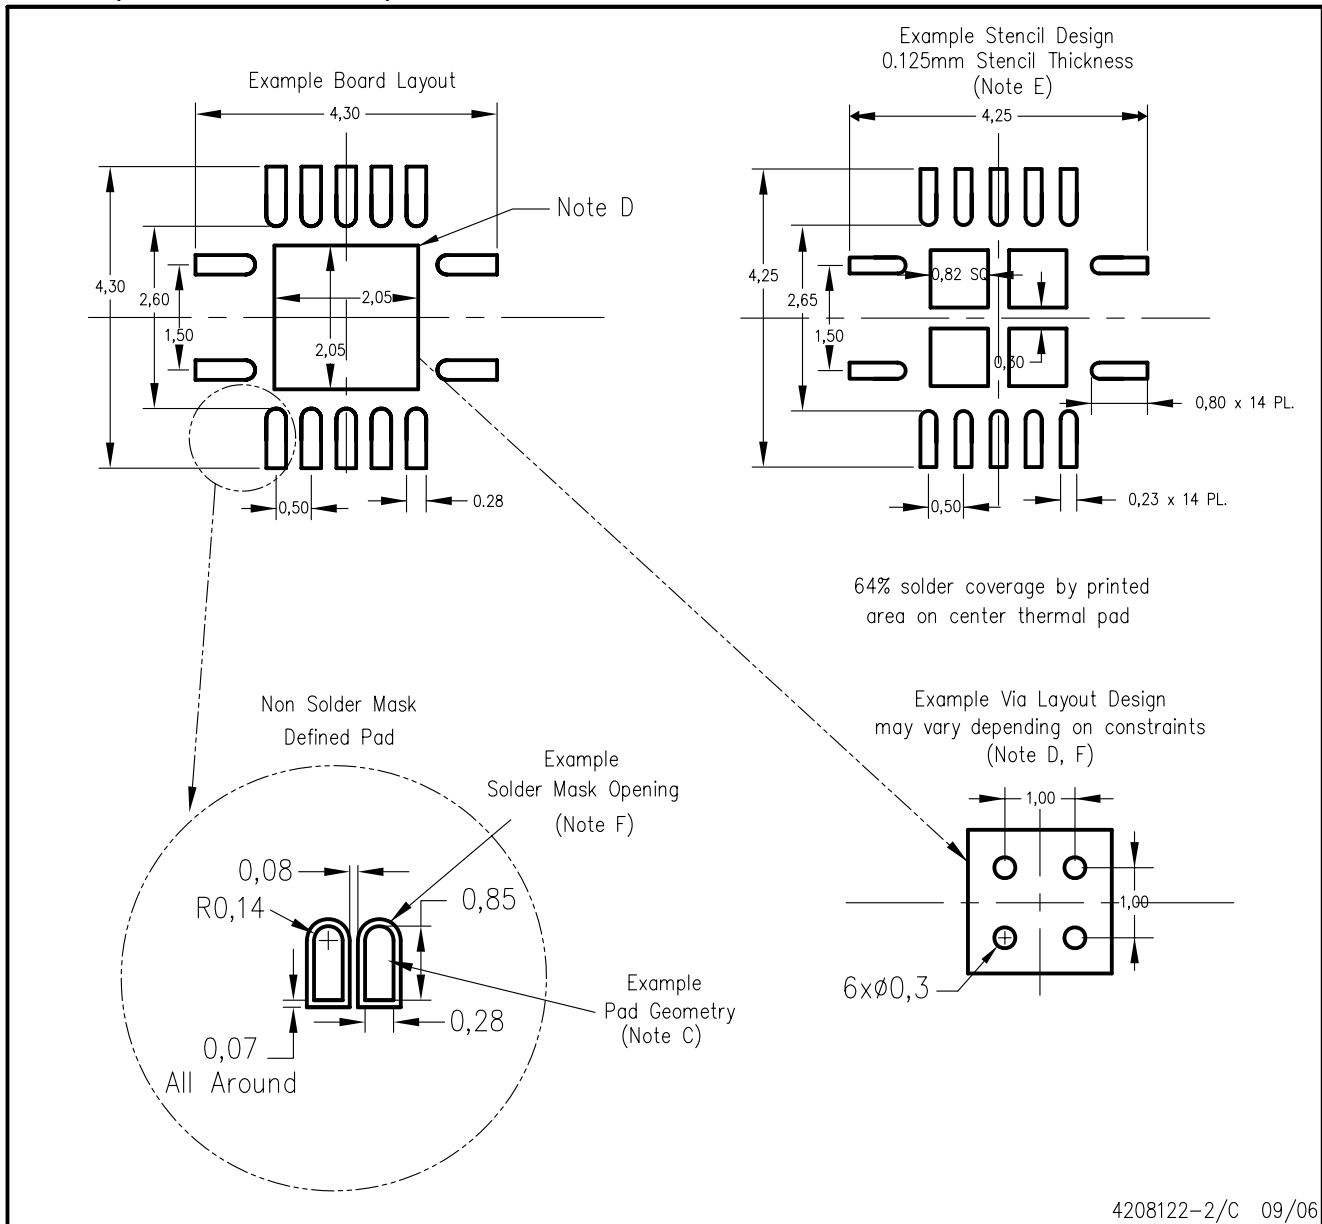 Example Board Layout
4,30
Note D
4,30
2,60
1,50
2,05
2,05
0,50
0.28
Example Stencil Design
0.125mm Stencil Thickness
(Note E)
4,25
4,25
2,65
1,50
0,82 SQ
0,30
0,80 x 14 PL.
0,50
0,23 x 14 PL.
64% solder coverage by printed
area on center thermal pad
Non Solder Mask
Defined Pad
Example
Solder Mask Opening
(Note F)
0,08
R0,14
0,85
0,28
0,07
All Around
Example
Pad Geometry
(Note C)
Example Via Layout Design
may vary depending on constraints
(Note D, F)
1,00
1,00
6xø0,3
4208122-2/C 09/06